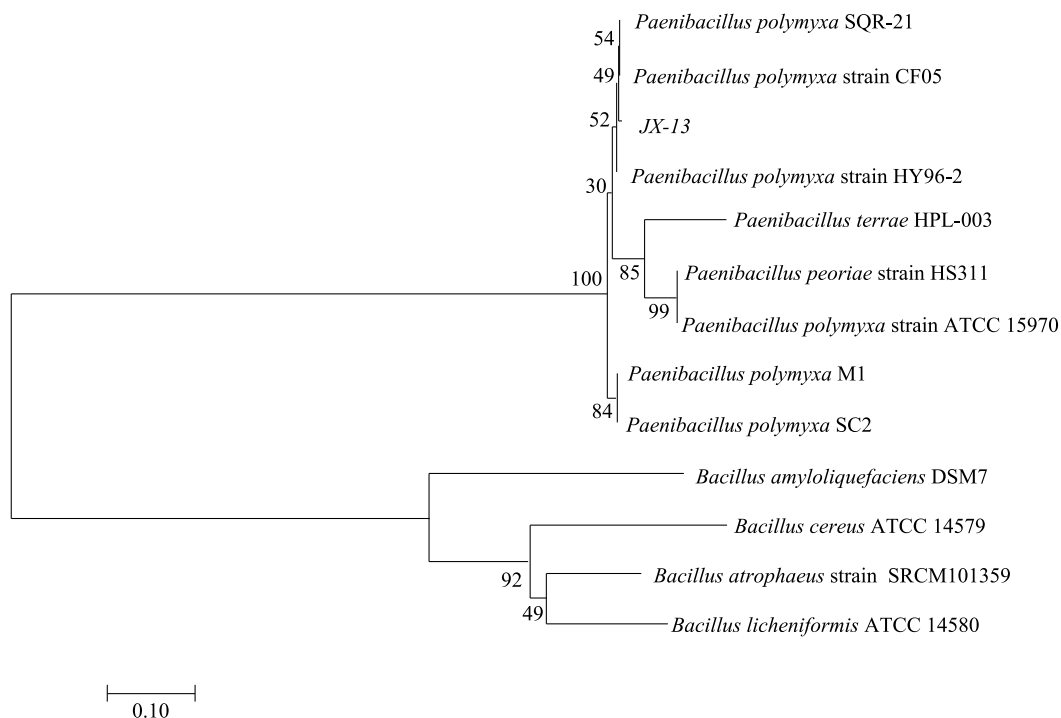 Paenibacillus polymyxa SQR-21
54
49
Paenibacillus polymyxa strain CF05
52
JX-13
Paenibacillus polymyxa strain HY96-2
30
Paenibacillus terrae HPL-003
85
Paenibacillus peoriae strain HS311
100
99
Paenibacillus polymyxa strain ATCC 15970
Paenibacillus polymyxa M1
84
Paenibacillus polymyxa SC2
Bacillus amyloliquefaciens DSM7
Bacillus cereus ATCC 14579
92
Bacillus atrophaeus strain SRCM101359
49
Bacillus licheniformis ATCC 14580
0.10